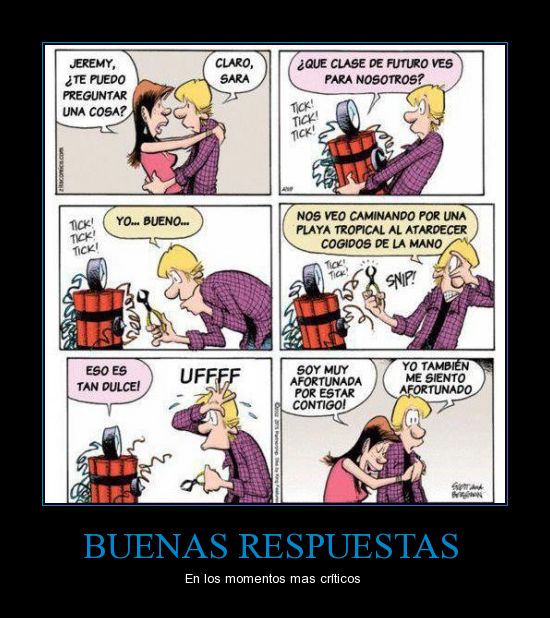 JEREMY,
¿TE PUEDO
PREGUNTAR
UNA COSA?
CLARO,
SARA
zitscomics.com
¿QUE CLASE DE FUTURO VES
PARA NOSOTROS?
TICK!
TICK!
TICK!
TICK!
TICK!
TICK!
YO... BUENO...
NOS VEO CAMINANDO POR UNA
PLAYA TROPICAL AL ATARDECER
COGIDOS DE LA MANO
TICK!
TICK!
SNIP!
ESO ES
TAN DULCE!
UFFFF
SOY MUY
AFORTUNADA
POR ESTAR
CONTIGO!
YO TAMBIÉN
ME SIENTO
AFORTUNADO
BUENAS RESPUESTAS
En los momentos mas críticos